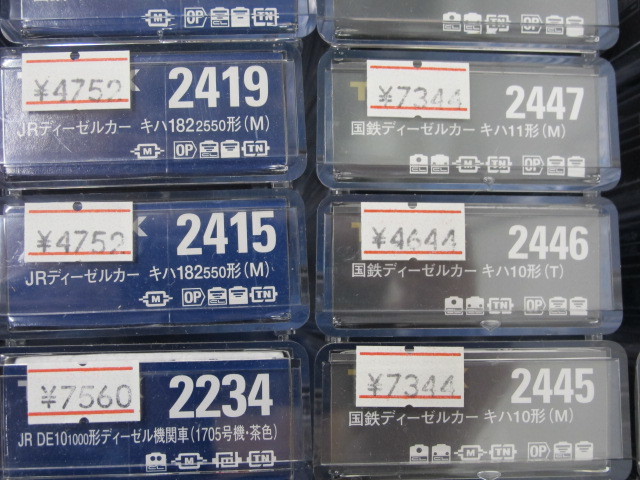 M OP TN
¥4752 2419
JRディーゼルカー キハ182 2550形(M)
M OP TN
¥4752 2415
JRディーゼルカー キハ182 550形(M)
M OP TN
¥7560 2234
JR DE10 1000形ディーゼル機関車(1705号機・茶色)
M TN
M TN OP
¥7344 2447
国鉄ディーゼルカー キハ11形(M)
M TN OP
¥4644 2446
国鉄ディーゼルカー キハ10形(T)
TN OP
¥7344 2445
国鉄ディーゼルカー キハ10形(M)
M TN OP